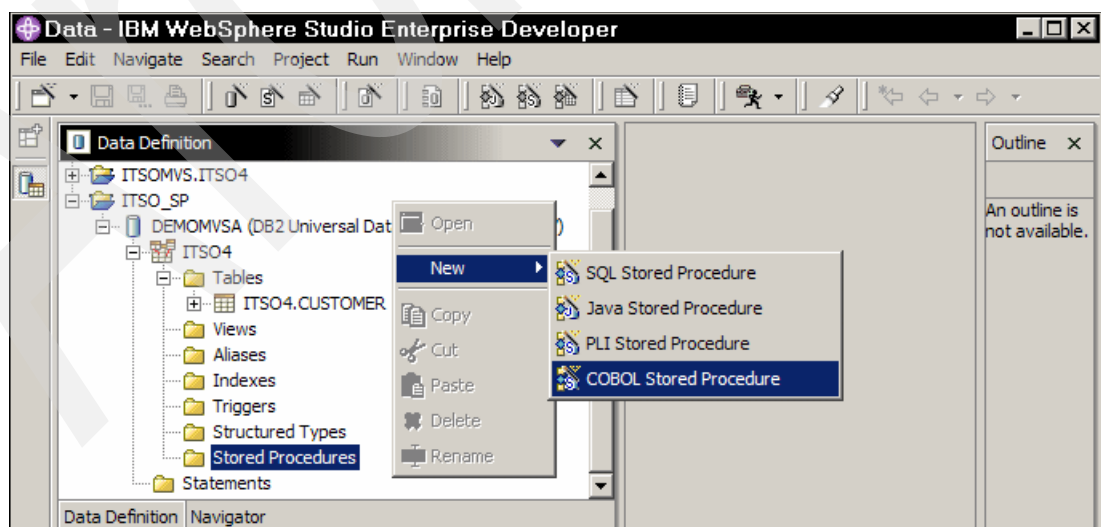 Data - IBM WebSphere Studio Enterprise Developer
File Edit Navigate Search Project Run Window Help
Data Definition
Outline
ITSOMVS.ITSO4
ITSO_SP
An outline is
not available.
DEMOMVSA (DB2 Universal Dat
Open
ITSO4
New
SQL Stored Procedure
Tables
ITSO4.CUSTOMER
Copy
Java Stored Procedure
Views
Cut
PLI Stored Procedure
Aliases
Indexes
Paste
COBOL Stored Procedure
Triggers
Delete
Structured Types
Stored Procedures
Rename
Statements
Data Definition Navigator